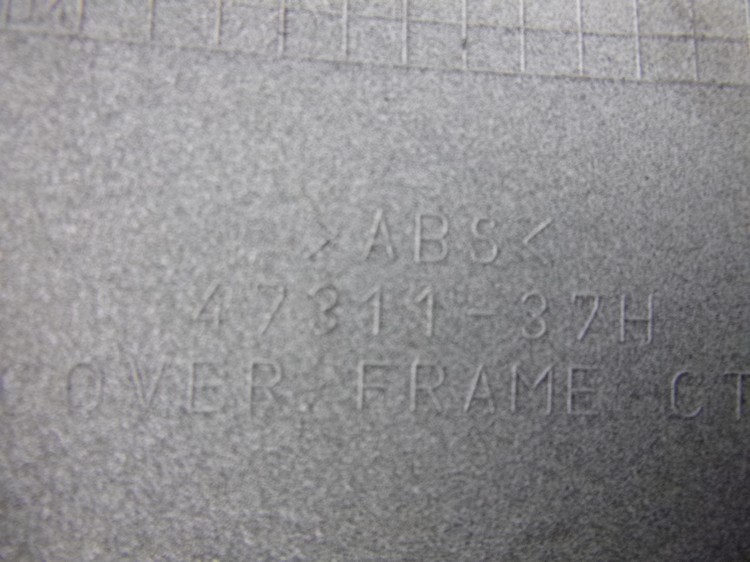 >ABS<
47311-37H
COVER, FRAME CT